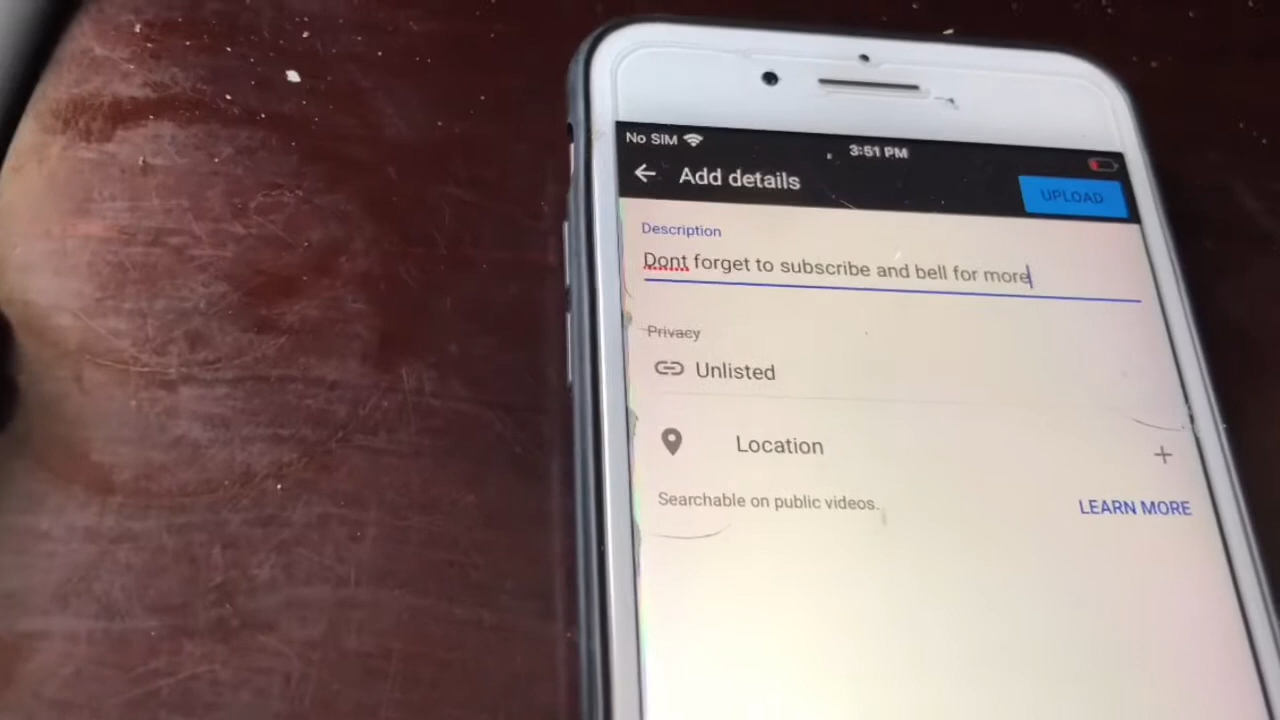 No SIM
3:51 PM
Add details
UPLOAD
Description
Dont forget to subscribe and bell for more
Privacy
Unlisted
Location
Searchable on public videos.
LEARN MORE